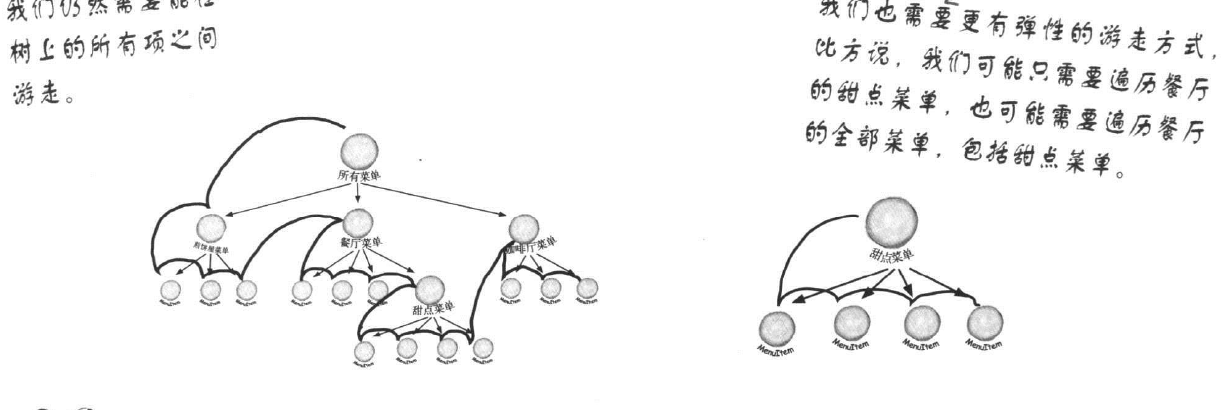 我们仍然需要能在
树上的所有项之间
游走。
我们也需要更有弹性的游走方式,
比方说,我们可能只需要遍历餐厅
的甜点菜单,也可能需要遍历餐厅
的全部菜单,包括甜点菜单。
所有菜单
煎饼屋菜单
餐厅菜单
咖啡厅菜单
MenuItem
MenuItem
MenuItem
MenuItem
MenuItem
MenuItem
MenuItem
MenuItem
MenuItem
甜点菜单
MenuItem
MenuItem
MenuItem
MenuItem
甜点菜单
MenuItem
MenuItem
MenuItem
MenuItem